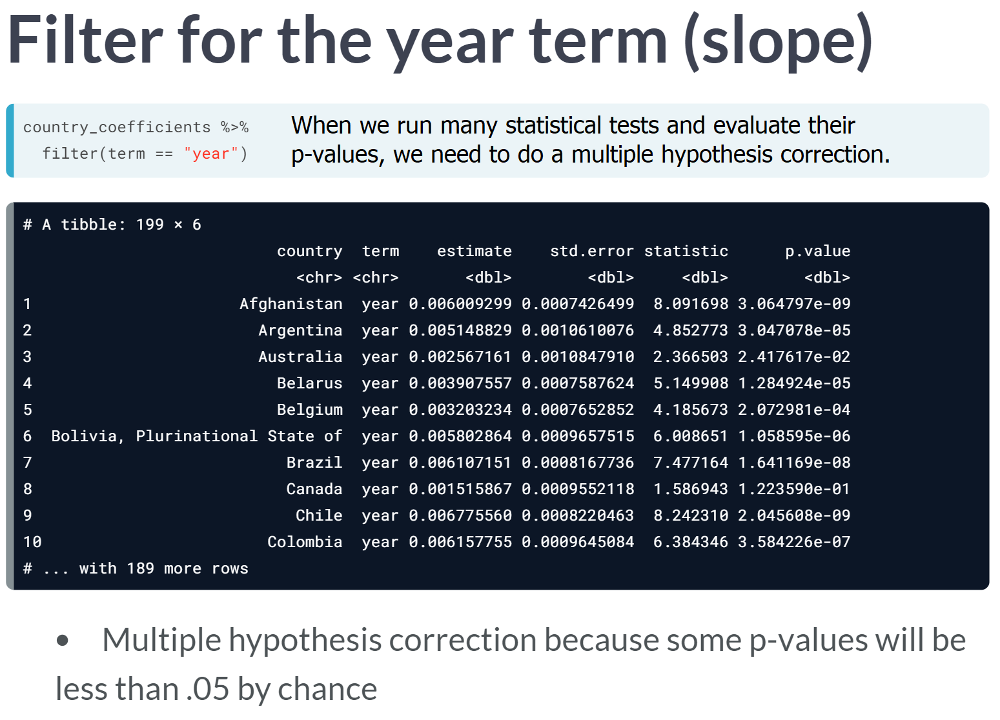 Filter for the year term (slope)
country_coefficients %>%
filter(term == "year")
When we run many statistical tests and evaluate their
p-values, we need to do a multiple hypothesis correction.
# A tibble: 199 × 6
country term estimate std.error statistic p.value
<chr> <chr> <dbl> <dbl> <dbl> <dbl>
1 Afghanistan year 0.006009299 0.0007426499 8.091698 3.064797e-09
2 Argentina year 0.005148829 0.0010610076 4.852773 3.047078e-05
3 Australia year 0.002567161 0.0010847910 2.366503 2.417617e-02
4 Belarus year 0.003907557 0.0007587624 5.149908 1.284924e-05
5 Belgium year 0.003203234 0.0007652852 4.185673 2.072981e-04
6 Bolivia, Plurinational State of year 0.005802864 0.0009657515 6.008651 1.058595e-06
7 Brazil year 0.006107151 0.0008167736 7.477164 1.641169e-08
8 Canada year 0.001515867 0.0009552118 1.586943 1.223590e-01
9 Chile year 0.006775560 0.0008220463 8.242310 2.045608e-09
10 Colombia year 0.006157755 0.0009645084 6.384346 3.584226e-07
# ... with 189 more rows
• Multiple hypothesis correction because some p-values will be
less than .05 by chance